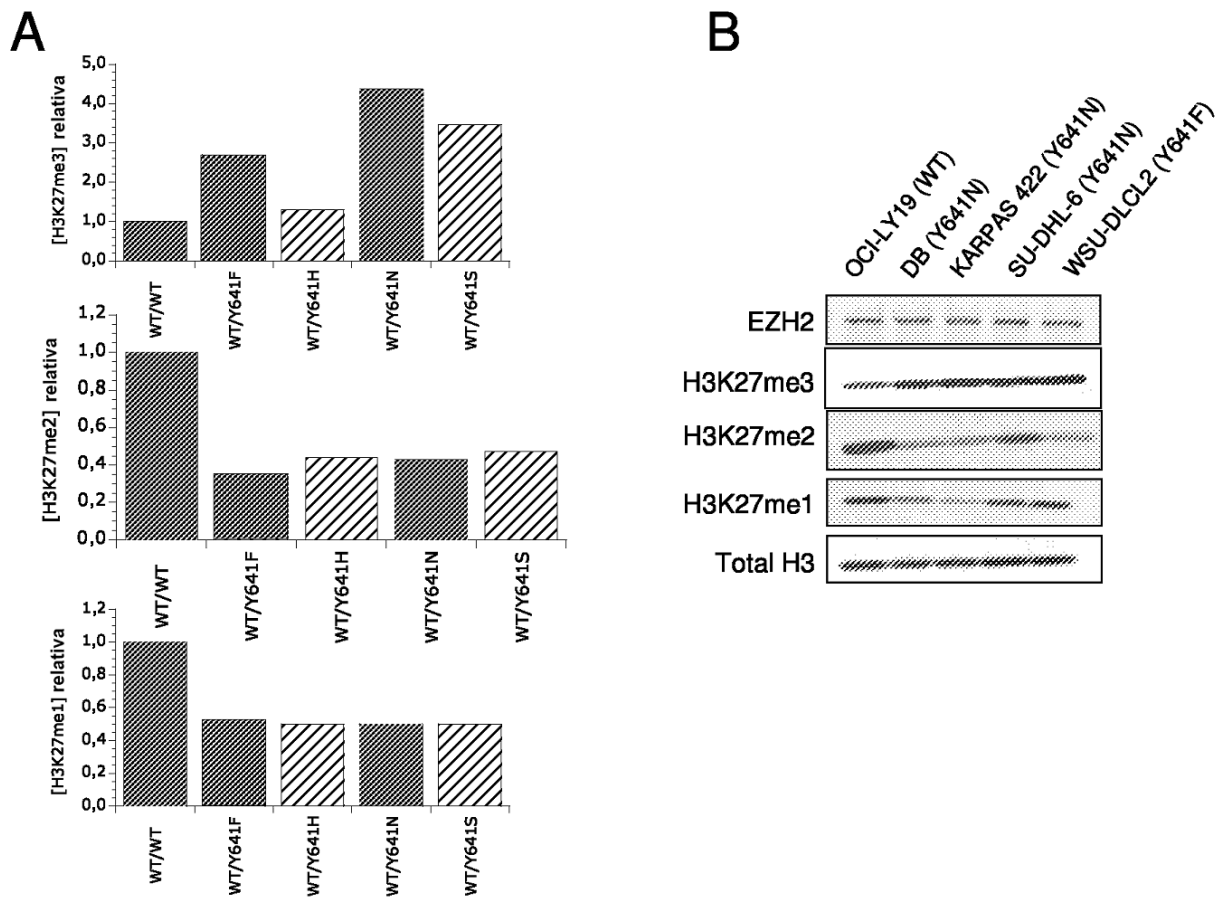 A
[H3K27me3] relativa
5,0
4,0
3,0
2,0
1,0
0,0
WT/WT
WT/Y641F
WT/Y641H
WT/Y641N
WT/Y641S
[H3K27me2] relativa
1,2
1,0
0,8
0,6
0,4
0,2
0,0
WT/WT
WT/Y641F
WT/Y641H
WT/Y641N
WT/Y641S
[H3K27me1] relativa
1,2
1,0
0,8
0,6
0,4
0,2
0,0
WT/WT
WT/Y641F
WT/Y641H
WT/Y641N
WT/Y641S
B
OCI-LY19 (WT)
DB (Y641N)
KARPAS 422 (Y641N)
SU-DHL-6 (Y641N)
WSU-DLCL2 (Y641F)
EZH2
H3K27me3
H3K27me2
H3K27me1
Total H3